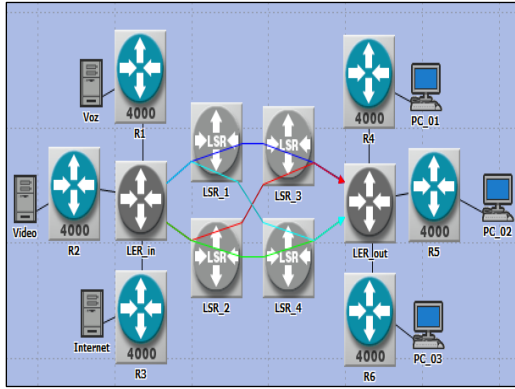 4000
4000
Voz
R1
R4
PC_01
LSR
LSR
LSR_1
LSR_3
4000
4000
Video
R2
LER_in
LER_out
R5
PC_02
LSR
LSR
LSR_2
LSR_4
Internet
4000
4000
R3
R6
PC_03